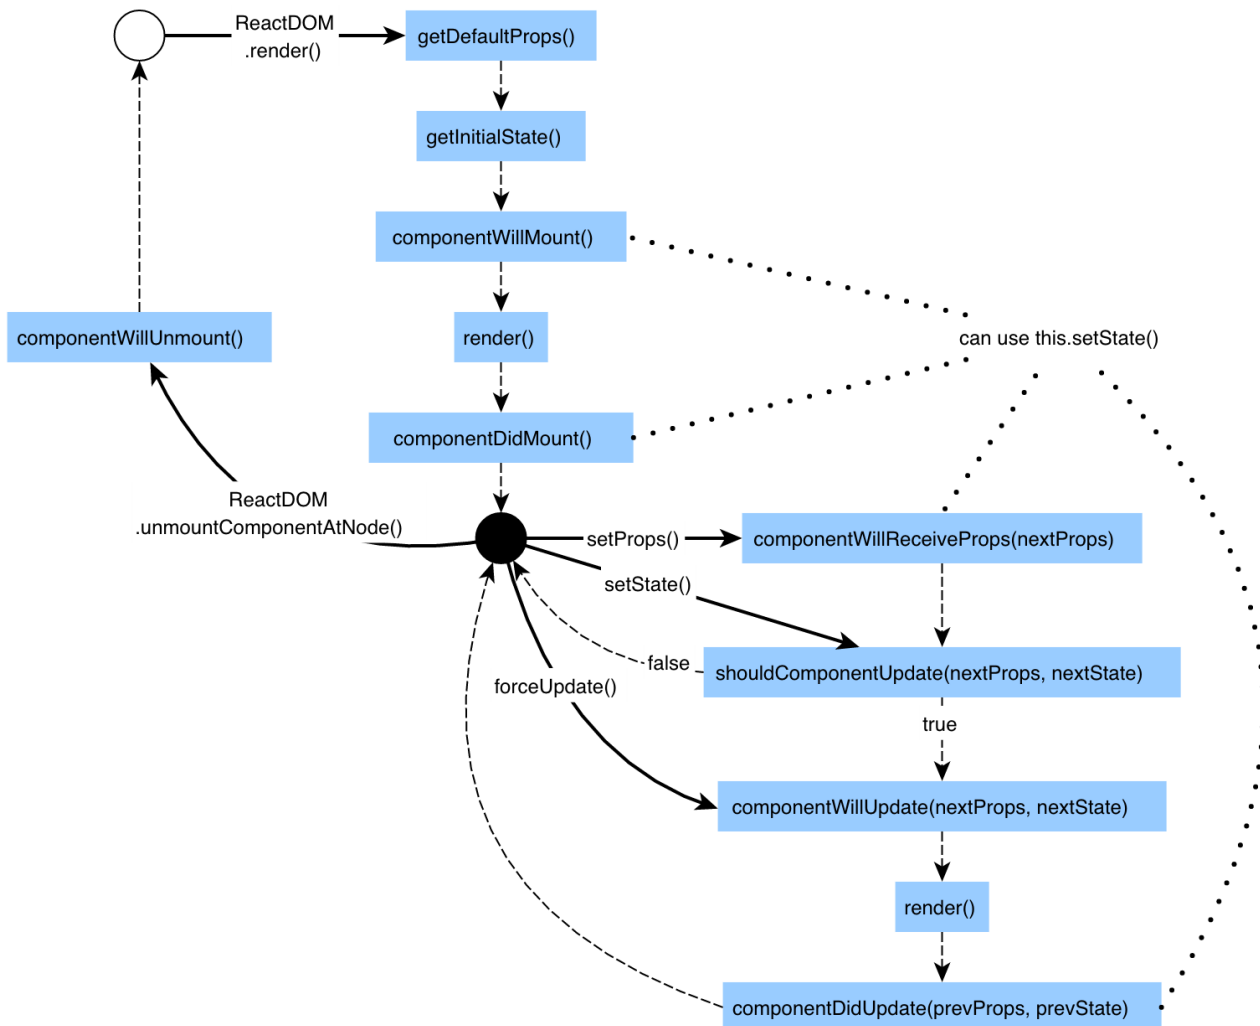 ReactDOM
.render()
getDefaultProps()
getInitialState()
componentWillMount()
componentWillUnmount()
render()
can use this.setState()
componentDidMount()
ReactDOM
.unmountComponentAtNode()
setProps()
componentWillReceiveProps(nextProps)
setState()
false
shouldComponentUpdate(nextProps, nextState)
forceUpdate()
true
componentWillUpdate(nextProps, nextState)
render()
componentDidUpdate(prevProps, prevState)